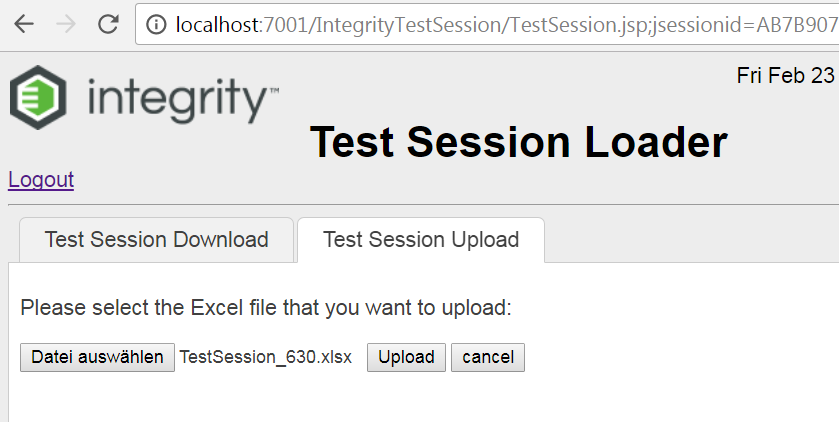 localhost:7001/IntegrityTestSession/TestSession.jsp;jsessionid=AB7B907
Fri Feb 23
integrity™
Test Session Loader
Logout
Test Session Download Test Session Upload
Please select the Excel file that you want to upload:
Datei auswählen TestSession_630.xlsx Upload cancel